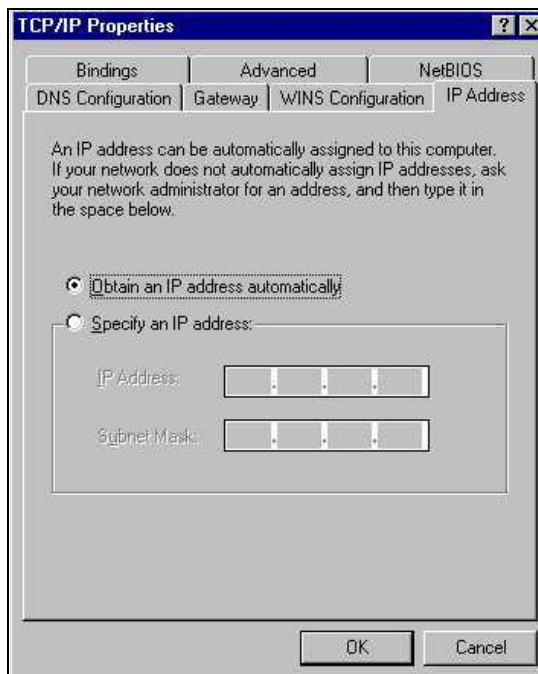 TCP/IP Properties
? X
Bindings Advanced NetBIOS
DNS Configuration Gateway WINS Configuration IP Address
An IP address can be automatically assigned to this computer.
If your network does not automatically assign IP addresses, ask
your network administrator for an address, and then type it in
the space below.
Obtain an IP address automatically
Specify an IP address:
IP Address:
. . .
Subnet Mask:
. . .
OK Cancel